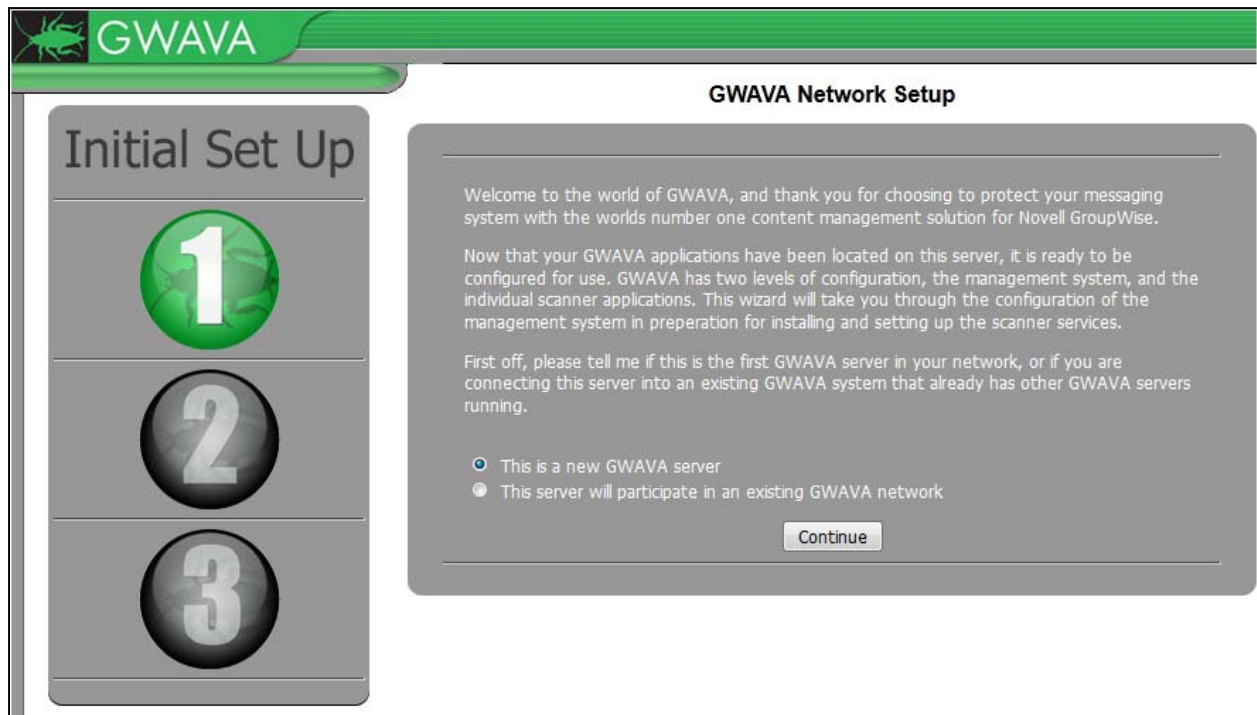 GWAVA
GWAVA Network Setup
Initial Set Up
1
2
3
Welcome to the world of GWAVA, and thank you for choosing to protect your messaging
system with the worlds number one content management solution for Novell GroupWise.
Now that your GWAVA applications have been located on this server, it is ready to be
configured for use. GWAVA has two levels of configuration, the management system, and the
individual scanner applications. This wizard will take you through the configuration of the
management system in preperation for installing and setting up the scanner services.
First off, please tell me if this is the first GWAVA server in your network, or if you are
connecting this server into an existing GWAVA system that already has other GWAVA servers
running.
This is a new GWAVA server
This server will participate in an existing GWAVA network
Continue